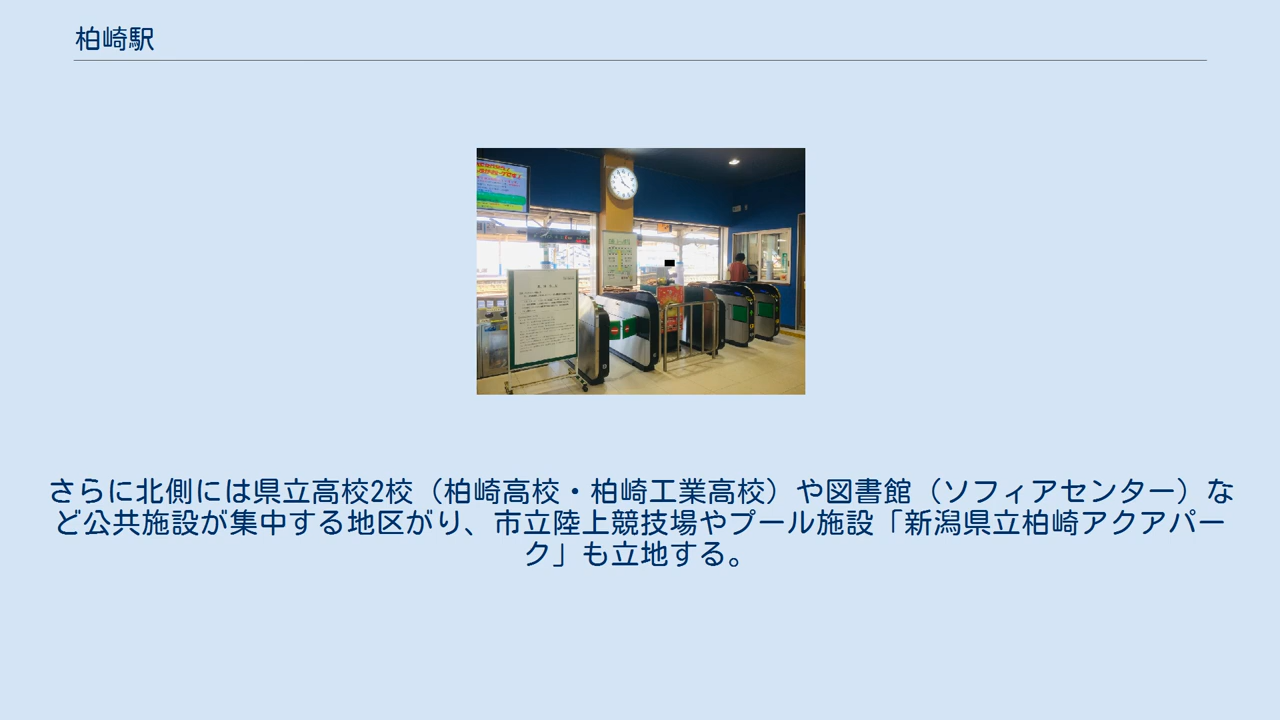 柏崎駅
さらに北側には県立高校2校（柏崎高校・柏崎工業高校）や図書館（ソフィアセンター）な
ど公共施設が集中する地区がり、市立陸上競技場やプール施設「新潟県立柏崎アクアパー
ク」も立地する。